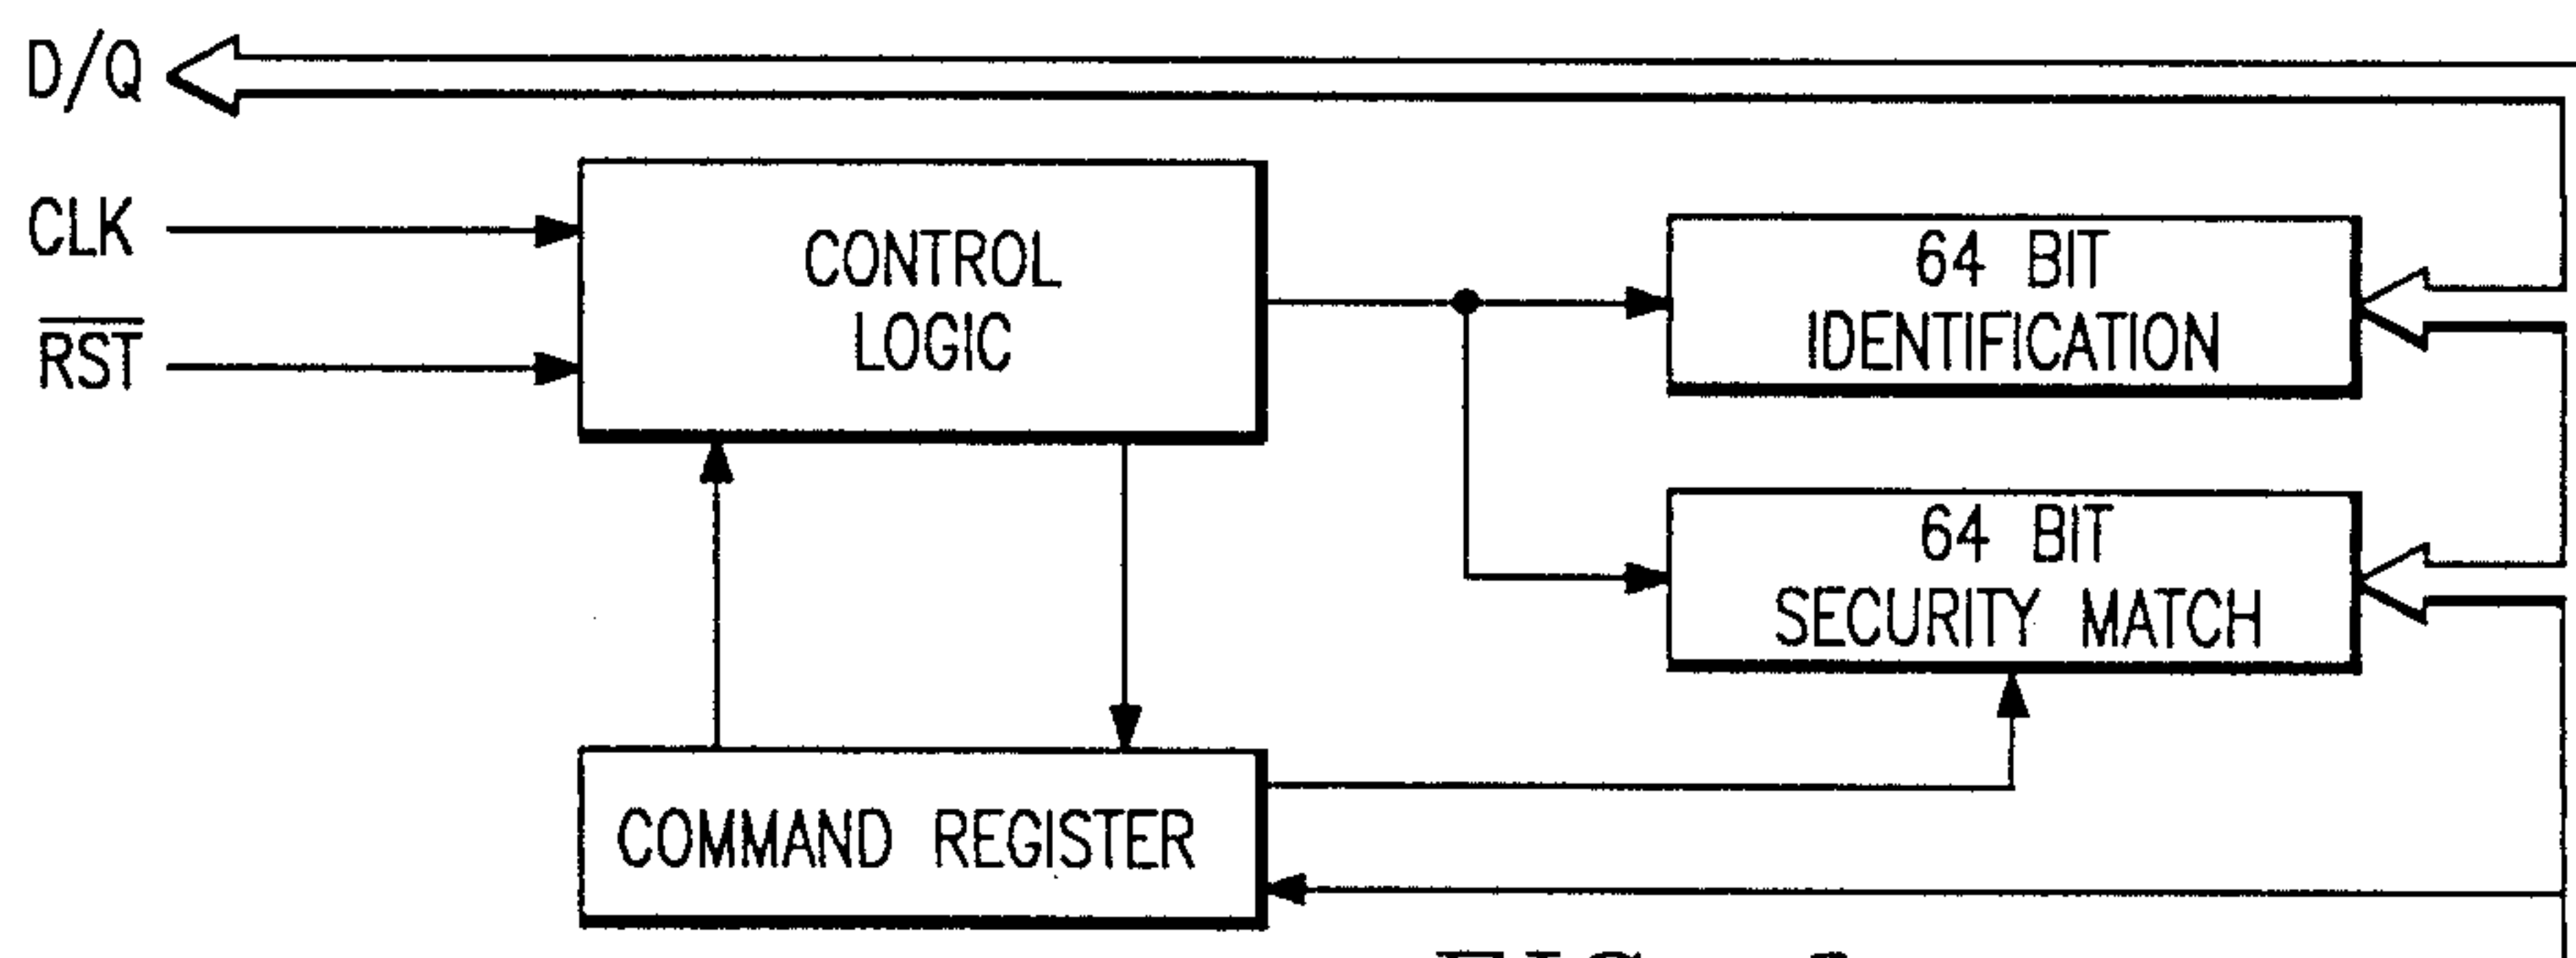 D/Q
CLK
RST
CONTROL
LOGIC
64 BIT
IDENTIFICATION
64 BIT
SECURITY MATCH
COMMAND REGISTER